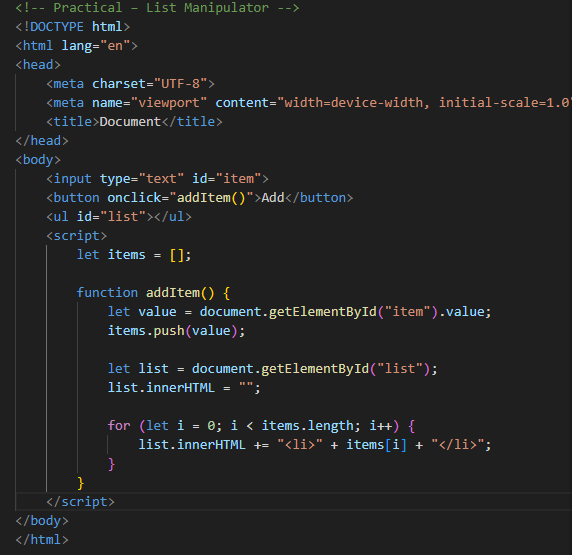 <!-- Practical – List Manipulator -->
<!DOCTYPE html>
<html lang="en">
<head>
    <meta charset="UTF-8">
    <meta name="viewport" content="width=device-width, initial-scale=1.0"
    <title>Document</title>
</head>
<body>
    <input type="text" id="item">
    <button onclick="addItem()">Add</button>
    <ul id="list"></ul>
    <script>
        let items = [];

        function addItem() {
            let value = document.getElementById("item").value;
            items.push(value);

            let list = document.getElementById("list");
            list.innerHTML = "";

            for (let i = 0; i < items.length; i++) {
                list.innerHTML += "<li>" + items[i] + "</li>";
            }
        }
    </script>
</body>
</html>